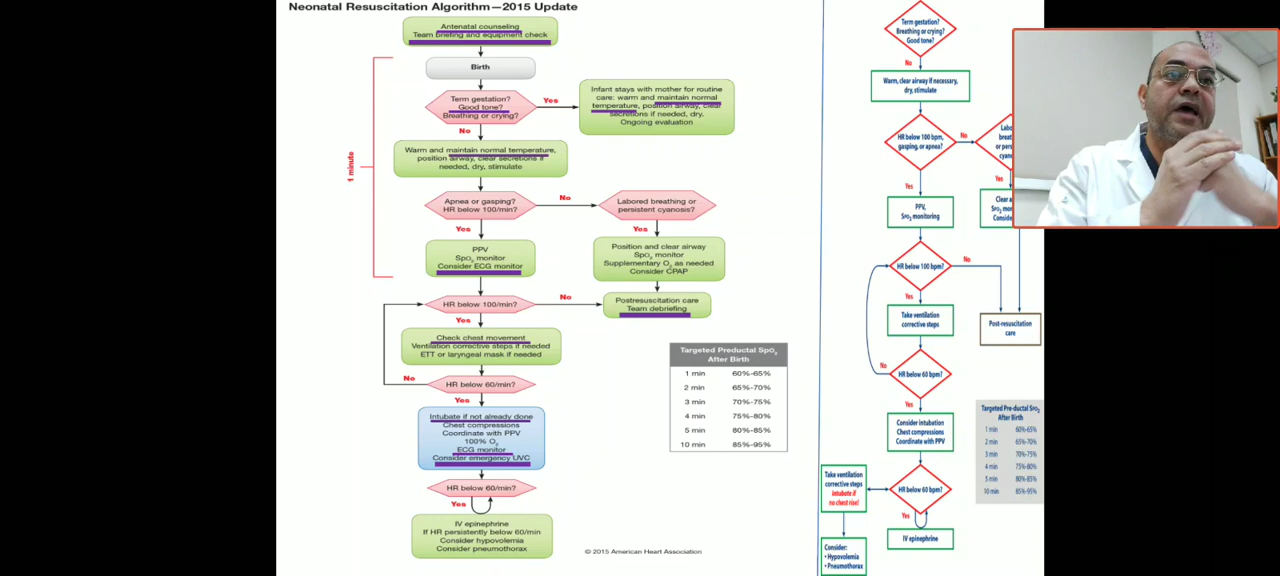 Neonatal Resuscitation Algorithm—2015 Update
Antenatal counseling
Team briefing and equipment check
Birth
1 minute
Term gestation?
Good tone?
Breathing or crying?
Yes
Infant stays with mother for routine
care: warm and maintain normal
temperature, position airway, clear
secretions if needed, dry.
Ongoing evaluation
No
Warm and maintain normal temperature,
position airway, clear secretions if
needed, dry, stimulate
Apnea or gasping?
HR below 100/min?
No
Labored breathing or
persistent cyanosis?
Yes
Yes
PPV
SpO2 monitor
Consider ECG monitor
Position and clear airway
SpO2 monitor
Supplementary O2 as needed
Consider CPAP
HR below 100/min?
No
Postresuscitation care
Team debriefing
Yes
Check chest movement
Ventilation corrective steps if needed
ETT or laryngeal mask if needed
No
HR below 60/min?
Yes
Intubate if not already done
Chest compressions
Coordinate with PPV
100% O2
ECG monitor
Consider emergency UVC
HR below 60/min?
Yes
IV epinephrine
If HR persistently below 60/min
Consider hypovolemia
Consider pneumothorax
Targeted Preductal SpO2
After Birth
1 min 60%-65%
2 min 65%-70%
3 min 70%-75%
4 min 75%-80%
5 min 80%-85%
10 min 85%-95%
© 2015 American Heart Association
Term gestation?
Breathing or crying?
Good tone?
No
Warm, clear airway if necessary,
dry, stimulate
HR below 100 bpm,
gasping, or apnea?
No
Yes
Yes
PPV,
SpO2 monitoring
HR below 100 bpm?
No
Yes
Take ventilation
corrective steps
Post-resuscitation
care
No
HR below 60 bpm?
Yes
Consider intubation
Chest compressions
Coordinate with PPV
Take ventilation
corrective steps
Intubate if
no chest rise!
HR below 60 bpm?
Yes
IV epinephrine
Consider:
• Hypovolemia
• Pneumothorax
Targeted Pre-ductal SpO2
After Birth
1 min 60%-65%
2 min 65%-70%
3 min 70%-75%
4 min 75%-80%
5 min 80%-85%
10 min 85%-95%